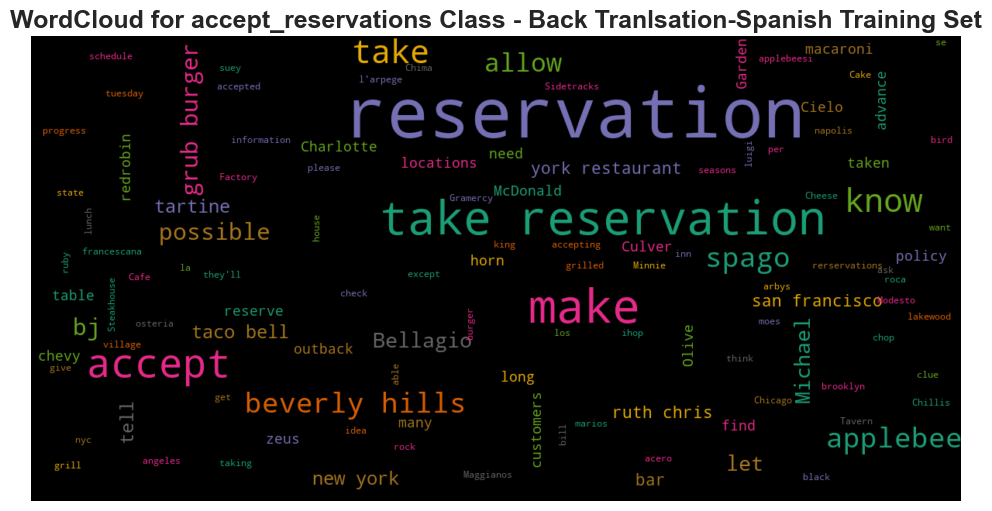 WordCloud for accept_reservations Class - Back Tranlsation-Spanish Training Set
schedule
suey
tuesday
accepted
grub burger
take
Chima
l'arpege
allow
Sidetracks
Garden
applebeesi
macaroni
se
Cake
advance
progress
information
redrobin
Charlotte
please
Factory
reservation
Cielo
napolis
bird
locations
need
york restaurant
luigi
per
seasons
taken
state
lunch
tartine
possible
house
McDonald
Gramercy
take reservation
Cheese
know
want
francescana
ruby
la
they'll
Cafe
king
accepting
horn
grilled
Culver
Minnie
inn
spago
rerservations
ask
policy
roca
except
check
table
Steakhouse
reserve
osteria
bj
taco bell
village
chevy
give
accept
make
burger
los
ihop
arbys
san francisco
Modesto
lakewood
moes
chop
Bellagio
outback
able
Olive
Michael
think
clue
long
get
beverly hills
many
idea
customers
ruth chris
brooklyn
Chicago
Chillis
tell
nyc
zeus
rock
bill
marios
find
Tavern
applebee
grill
angeles
taking
new york
Maggianos
acero
bar
let
black